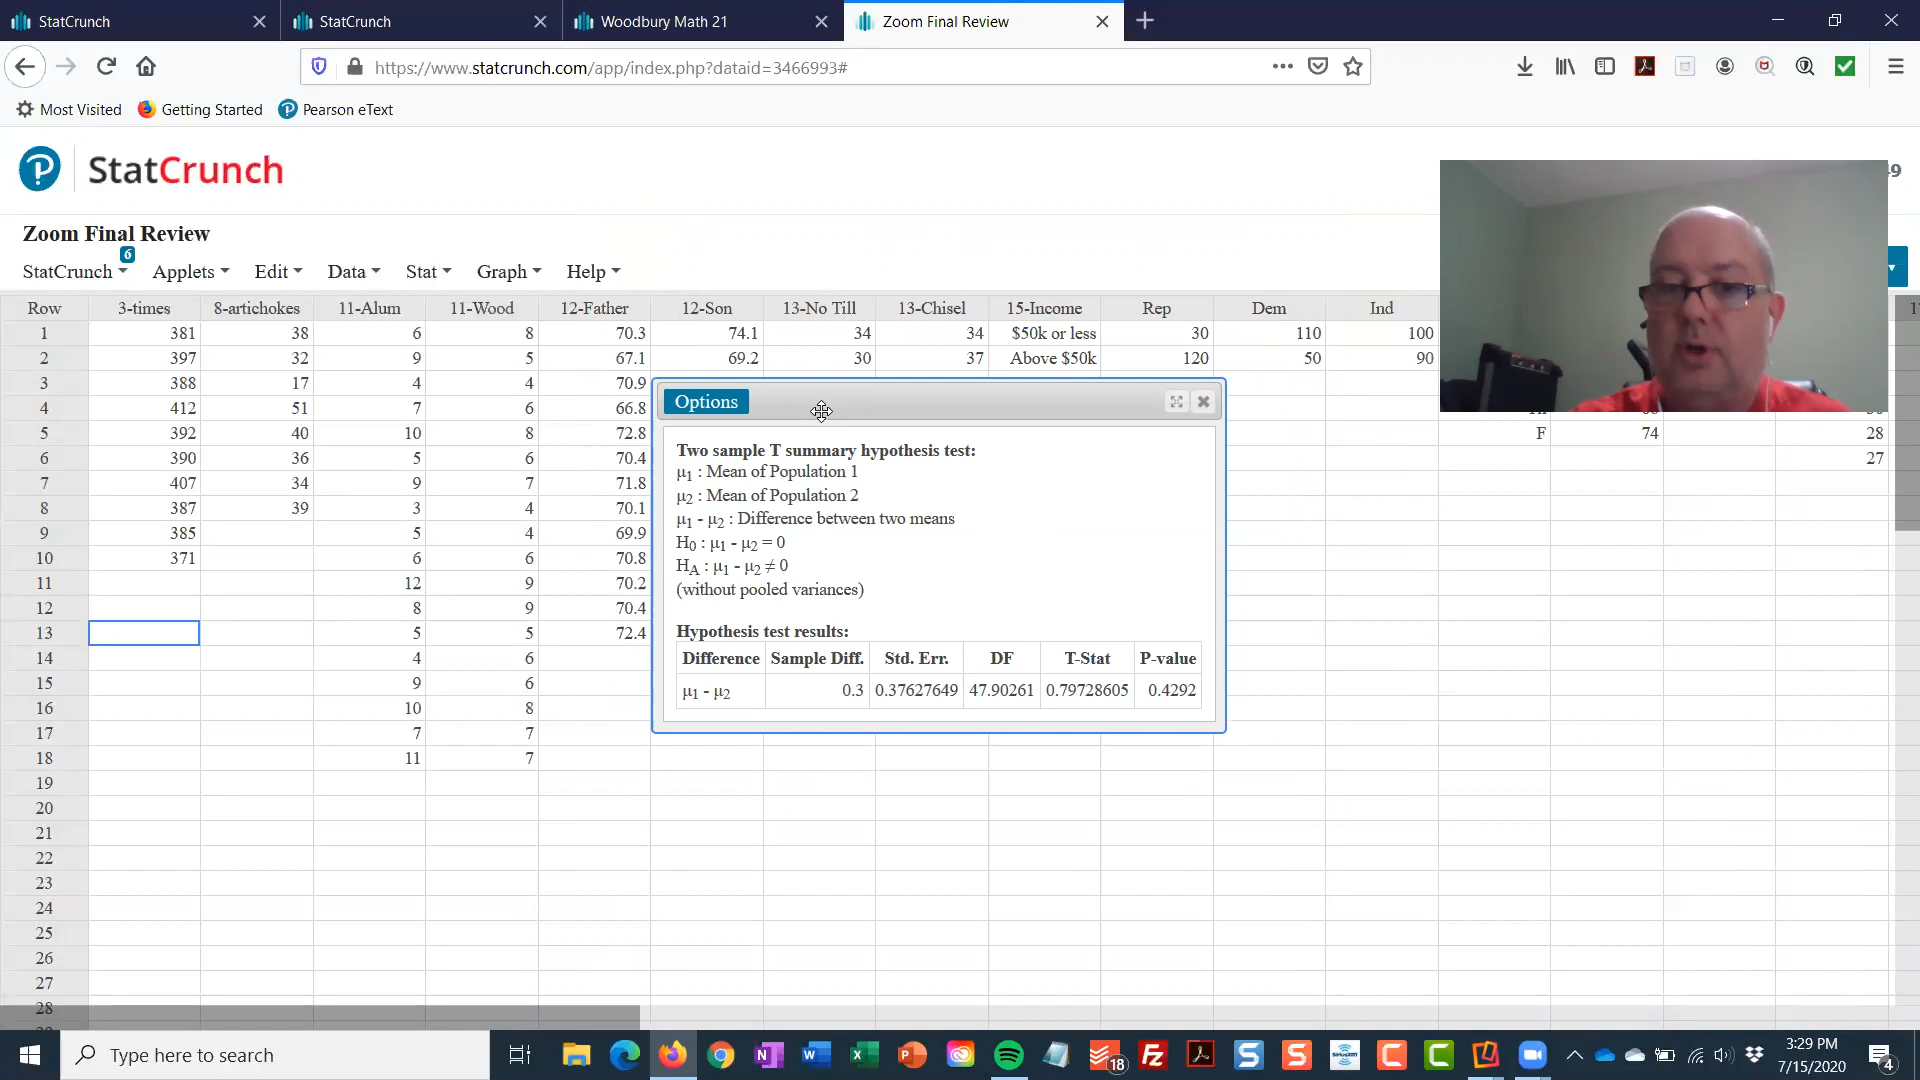 StatCrunch
StatCrunch
Woodbury Math 21
Zoom Final Review
https://www.statcrunch.com/app/index.php?dataid=3466993#
Most Visited
Getting Started
Pearson eText
StatCrunch
Zoom Final Review
6
StatCrunch Applets Edit Data Stat Graph Help
Row 3-times 8-artichokes 11-Alum 11-Wood 12-Father 12-Son 13-No Till 13-Chisel 15-Income Rep Dem Ind
1 381 38 6 8 70.3 74.1 34 34 $50k or less 30 110 100
2 397 32 9 5 67.1 69.2 30 37 Above $50k 120 50 90
3 388 17 4 4 70.9
4 412 51 7 6 66.8
5 392 40 10 8 72.8 F 74 28
6 390 36 5 6 70.4 27
7 407 34 9 7 71.8
8 387 39 3 4 70.1
9 385 5 4 69.9
10 371 6 6 70.8
11 12 9 70.2
12 8 9 70.4
13 5 5 72.4
14 4 6
15 9 6
16 10 8
17 7 7
18 11 7
19
20
21
22
23
24
25
26
27
28
Options
Two sample T summary hypothesis test:
μ1 : Mean of Population 1
μ2 : Mean of Population 2
μ1 - μ2 : Difference between two means
H0 : μ1 - μ2 = 0
HA : μ1 - μ2 ≠ 0
(without pooled variances)
Hypothesis test results:
Difference Sample Diff. Std. Err. DF T-Stat P-value
μ1 - μ2 0.3 0.37627649 47.90261 0.79728605 0.4292
Type here to search
18
3:29 PM
7/15/2020
4